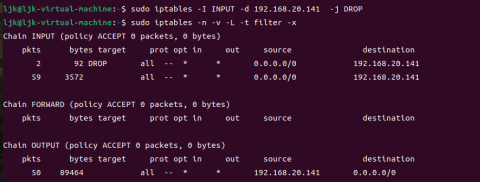 ljk@ljk-virtual-machine:~$ sudo iptables -I INPUT -d 192.168.20.141  -j DROP
ljk@ljk-virtual-machine:~$ sudo iptables -n -v -L -t filter -x
Chain INPUT (policy ACCEPT 0 packets, 0 bytes)
    pkts      bytes target     prot opt in     out     source               destination
       2       92 DROP       all  --  *      *       0.0.0.0/0            192.168.20.141
      59     3572            all  --  *      *       0.0.0.0/0            192.168.20.141

Chain FORWARD (policy ACCEPT 0 packets, 0 bytes)
    pkts      bytes target     prot opt in     out     source               destination

Chain OUTPUT (policy ACCEPT 0 packets, 0 bytes)
    pkts      bytes target     prot opt in     out     source               destination
      50    89464            all  --  *      *       192.168.20.141       0.0.0.0/0